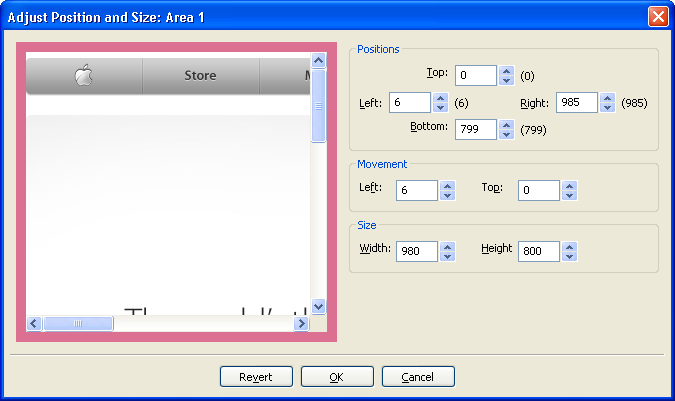 Adjust Position and Size: Area 1
Store
Positions
Top: 0 (0)
Left: 6 (6) Right: 985 (985)
Bottom: 799 (799)
Movement
Left: 6 Top: 0
Size
Width: 980 Height 800
Revert OK Cancel